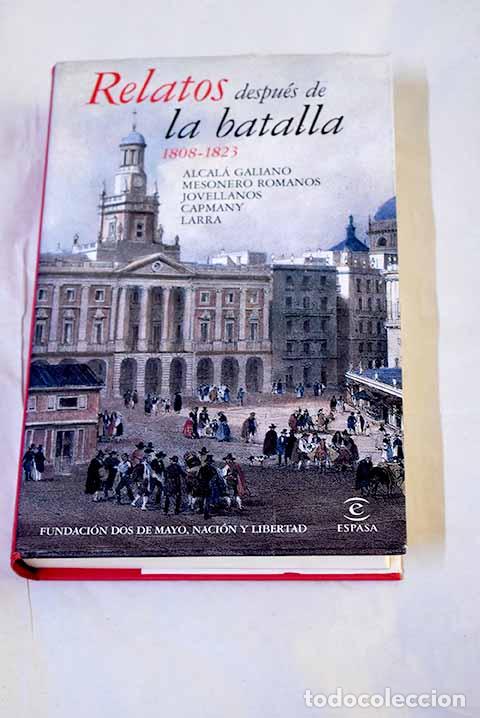 Relatos después de
la batalla
1808-1823
ALCALÁ GALIANO
MESONERO ROMANOS
JOVELLANOS
CAPMANY
LARRA
FUNDACIÓN DOS DE MAYO, NACIÓN Y LIBERTAD
e
ESPASA
todocoleccion